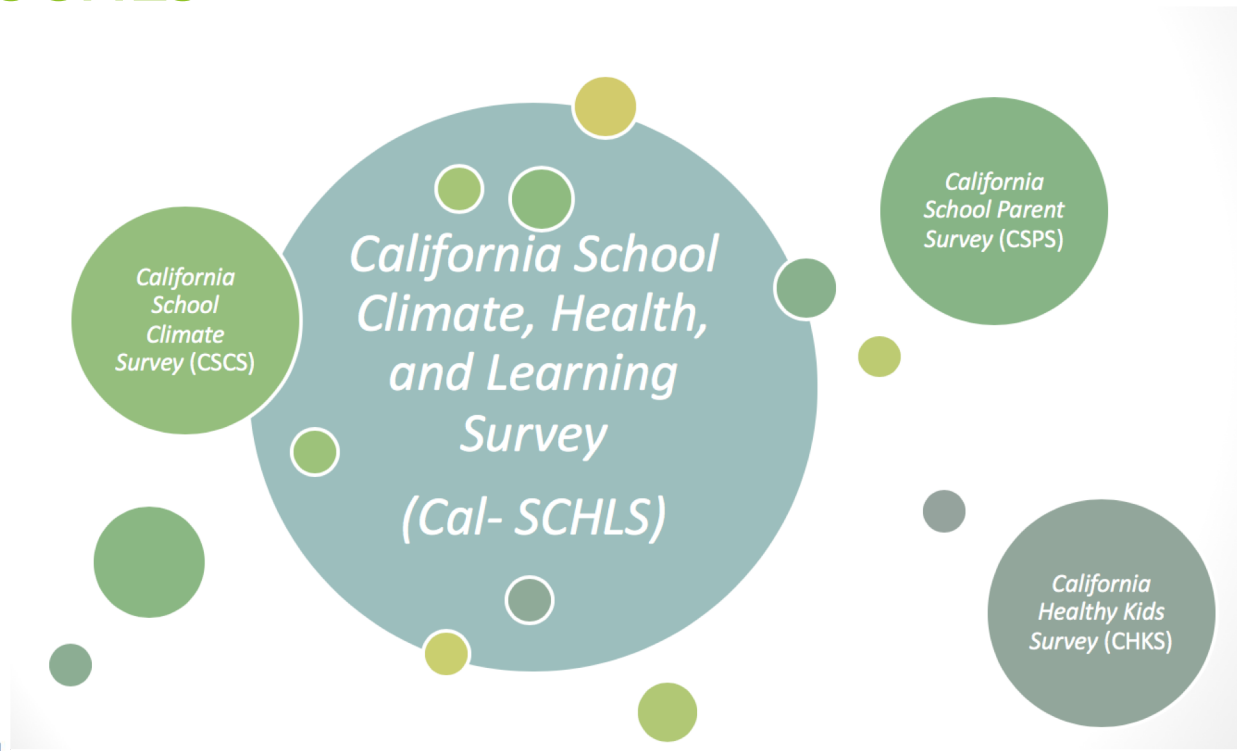 California School
Climate, Health,
and Learning
Survey
(Cal- SCHLS)
California
School
Climate
Survey (CSCS)
California
School Parent
Survey (CSPS)
California
Healthy Kids
Survey (CHKS)